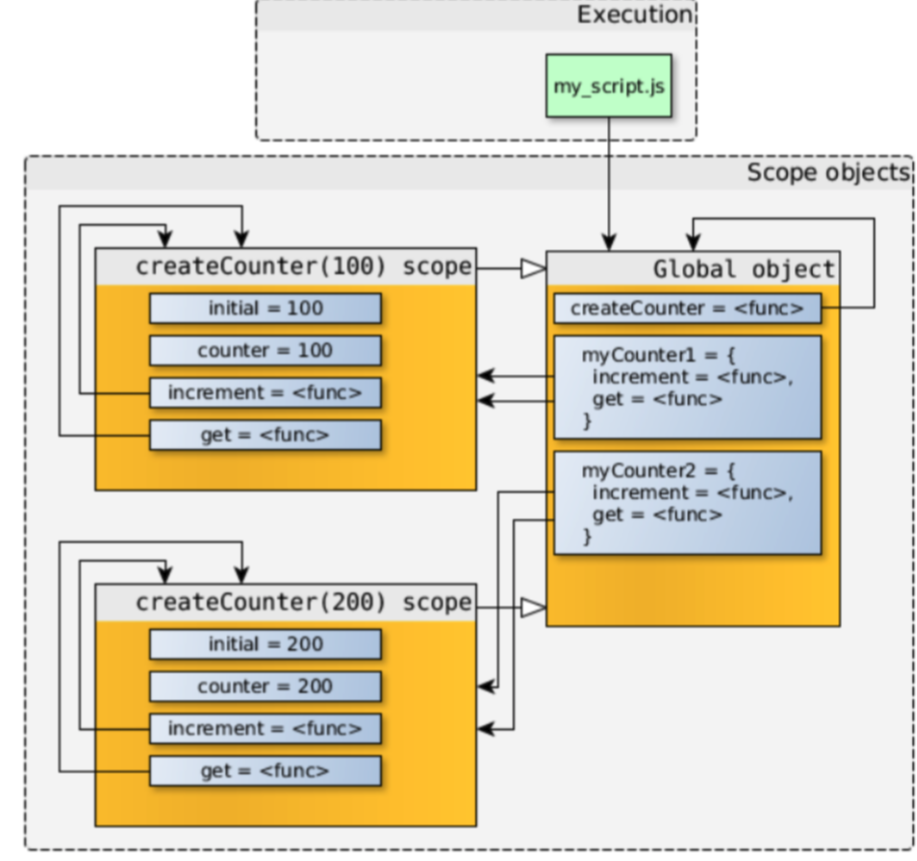 Execution
my_script.js
Scope objects
createCounter(100) scope
initial = 100
counter = 100
increment = <func>
get = <func>
Global object
createCounter = <func>
myCounter1 = {
increment = <func>,
get = <func>
}
myCounter2 = {
increment = <func>,
get = <func>
}
createCounter(200) scope
initial = 200
counter = 200
increment = <func>
get = <func>